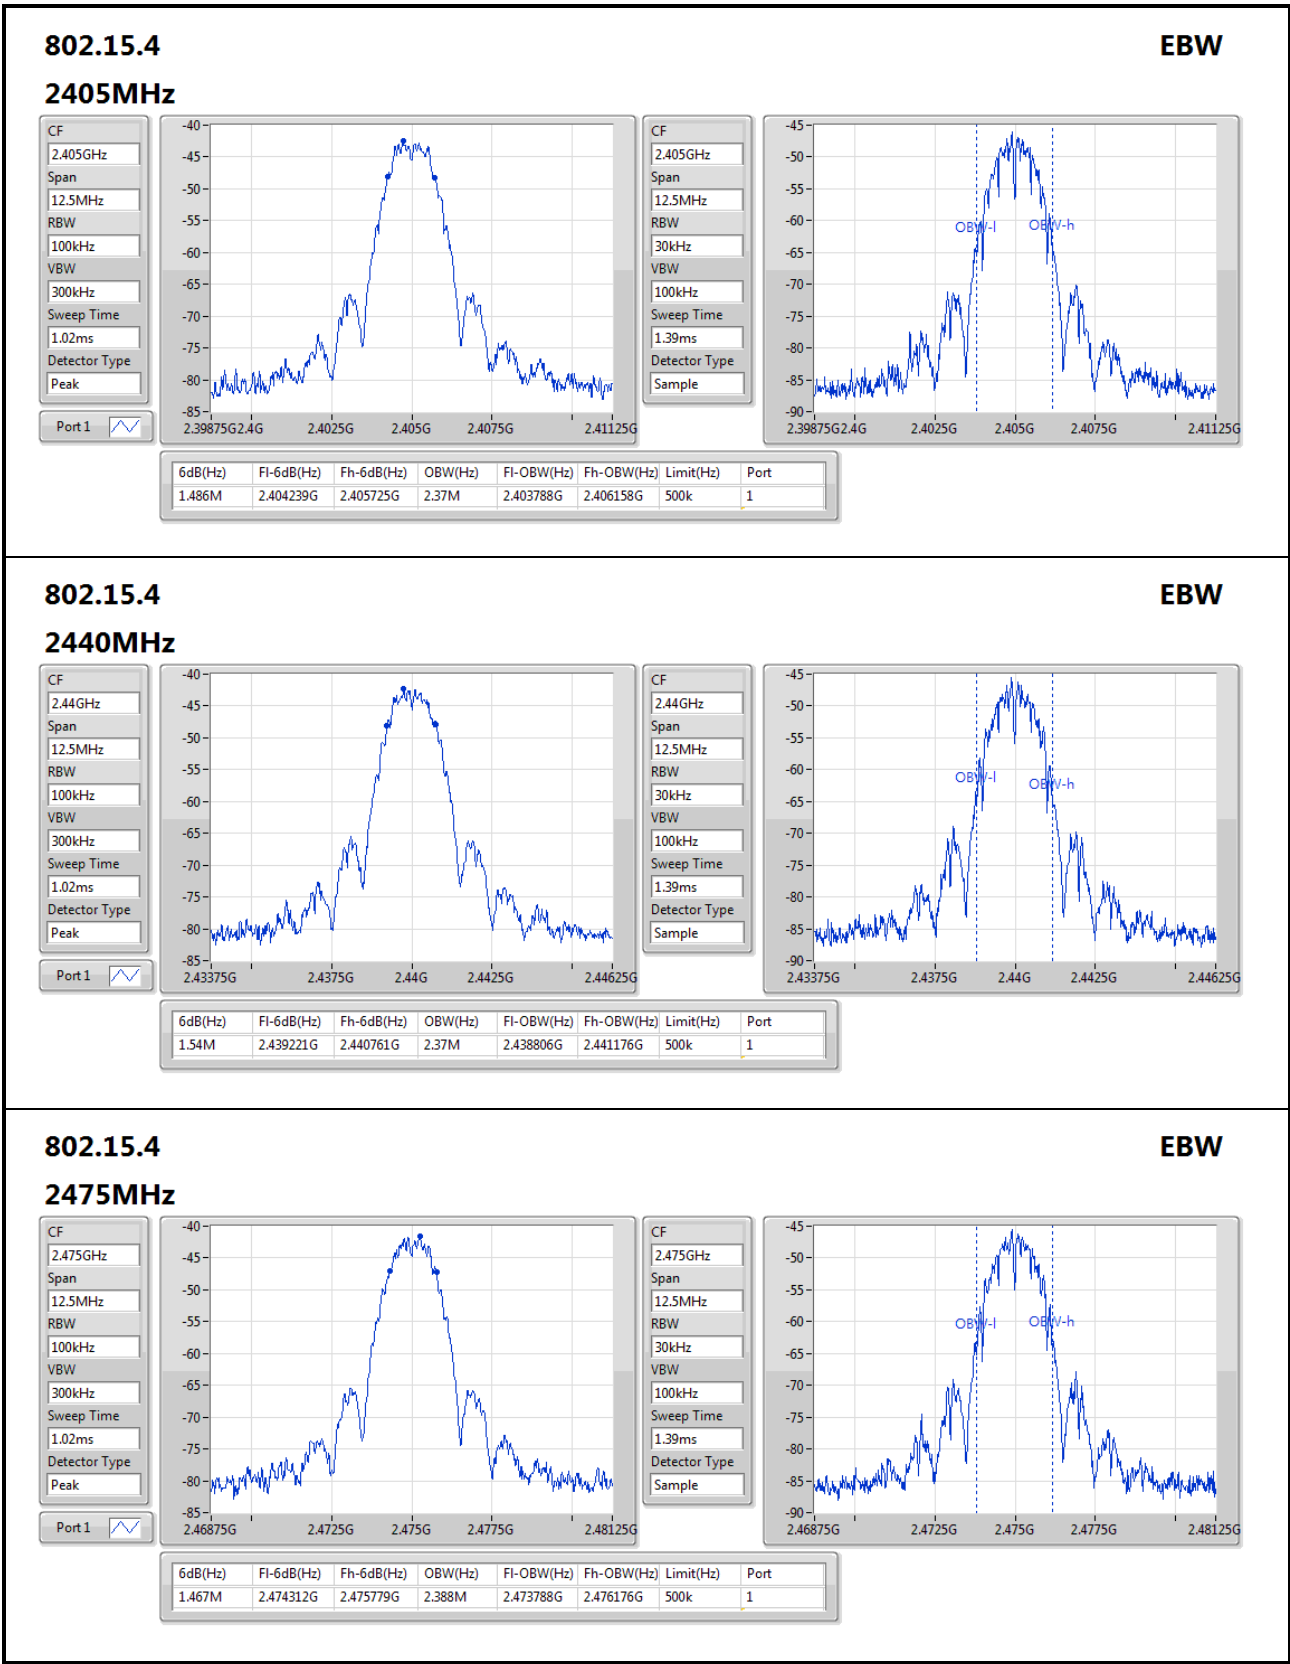 802.15.4 EBW
2405MHz
CF
2.405GHz
Span
12.5MHz
RBW
100kHz
VBW
300kHz
Sweep Time
1.02ms
Detector Type
Peak
Port 1
-40
-45
-50
-55
-60
-65
-70
-75
-80
-85
2.39875G 2.4G 2.4025G 2.405G 2.4075G 2.41125G
CF
2.405GHz
Span
12.5MHz
RBW
30kHz
VBW
100kHz
Sweep Time
1.39ms
Detector Type
Sample
-45
-50
-55
-60
-65
-70
-75
-80
-85
-90
OBW-l OBW-h
2.39875G 2.4G 2.4025G 2.405G 2.4075G 2.41125G
6dB(Hz) Fl-6dB(Hz) Fh-6dB(Hz) OBW(Hz) Fl-OBW(Hz) Fh-OBW(Hz) Limit(Hz) Port
1.486M 2.404239G 2.405725G 2.37M 2.403788G 2.406158G 500k 1
802.15.4 EBW
2440MHz
CF
2.44GHz
Span
12.5MHz
RBW
100kHz
VBW
300kHz
Sweep Time
1.02ms
Detector Type
Peak
Port 1
-40
-45
-50
-55
-60
-65
-70
-75
-80
-85
2.43375G 2.4375G 2.44G 2.4425G 2.44625G
CF
2.44GHz
Span
12.5MHz
RBW
30kHz
VBW
100kHz
Sweep Time
1.39ms
Detector Type
Sample
-45
-50
-55
-60
-65
-70
-75
-80
-85
-90
OBW-l OBW-h
2.43375G 2.4375G 2.44G 2.4425G 2.44625G
6dB(Hz) Fl-6dB(Hz) Fh-6dB(Hz) OBW(Hz) Fl-OBW(Hz) Fh-OBW(Hz) Limit(Hz) Port
1.54M 2.439221G 2.440761G 2.37M 2.438806G 2.441176G 500k 1
802.15.4 EBW
2475MHz
CF
2.475GHz
Span
12.5MHz
RBW
100kHz
VBW
300kHz
Sweep Time
1.02ms
Detector Type
Peak
Port 1
-40
-45
-50
-55
-60
-65
-70
-75
-80
-85
2.46875G 2.4725G 2.475G 2.4775G 2.48125G
CF
2.475GHz
Span
12.5MHz
RBW
30kHz
VBW
100kHz
Sweep Time
1.39ms
Detector Type
Sample
-45
-50
-55
-60
-65
-70
-75
-80
-85
-90
OBW-l OBW-h
2.46875G 2.4725G 2.475G 2.4775G 2.48125G
6dB(Hz) Fl-6dB(Hz) Fh-6dB(Hz) OBW(Hz) Fl-OBW(Hz) Fh-OBW(Hz) Limit(Hz) Port
1.467M 2.474312G 2.475779G 2.388M 2.473788G 2.476176G 500k 1